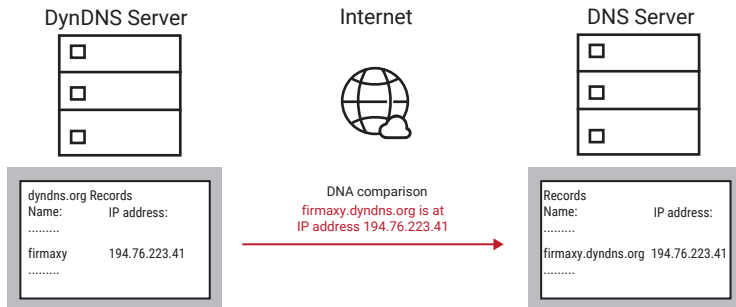 DynDNS Server
Internet
DNS Server
dyndns.org Records
Name: IP address:
.........
firmaxy 194.76.223.41
.........
DNA comparison
firmaxy.dyndns.org is at
IP address 194.76.223.41
Records
Name: IP address:
.........
firmaxy.dyndns.org 194.76.223.41
.........